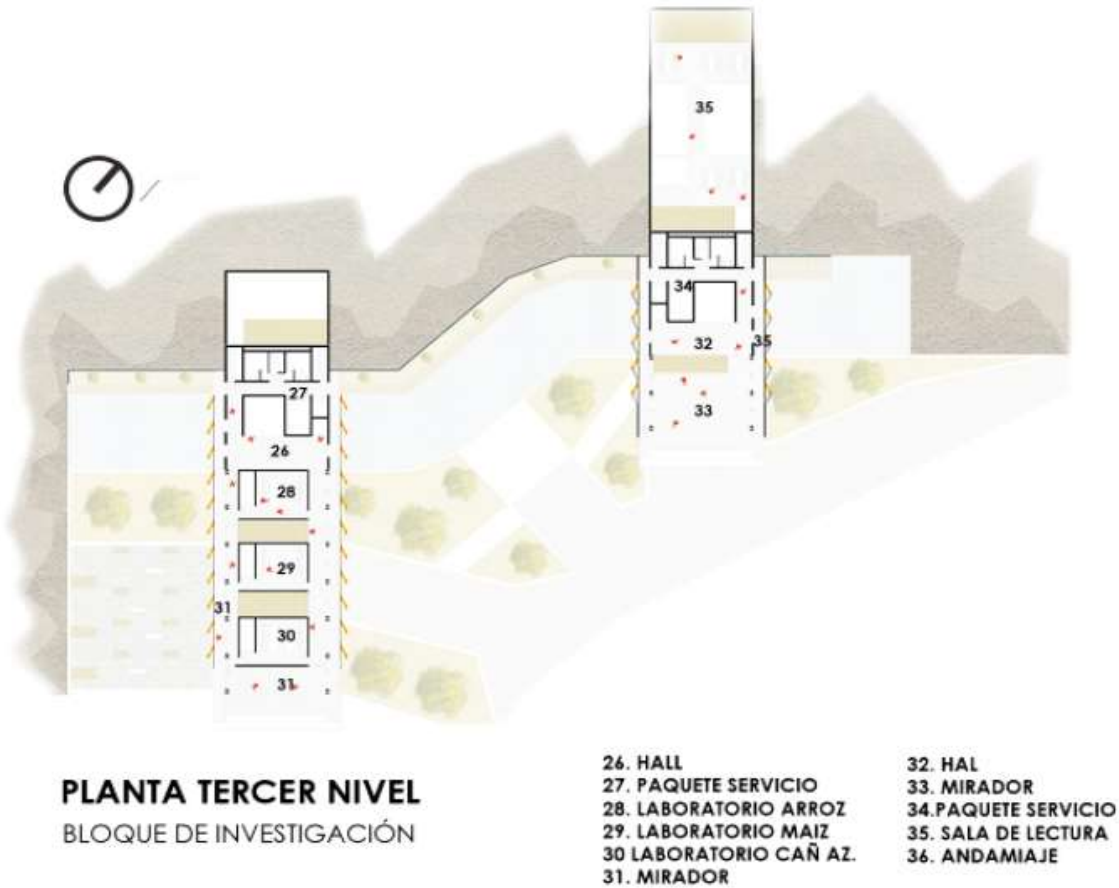 35
34
32
35
33
27
26
28
29
31
30
31
PLANTA TERCER NIVEL
BLOQUE DE INVESTIGACIÓN
26. HALL
27. PAQUETE SERVICIO
28. LABORATORIO ARROZ
29. LABORATORIO MAIZ
30 LABORATORIO CAÑ AZ.
31. MIRADOR
32. HAL
33. MIRADOR
34.PAQUETE SERVICIO
35. SALA DE LECTURA
36. ANDAMIAJE